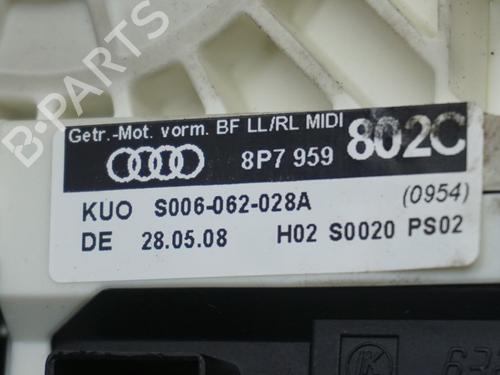 B-Parts
Getr.-Mot. vorm. BF LL/RL MIDI
8P7 959 802C
KUO S006-062-028A (0954)
DE 28.05.08 H02 S0020 PS02
K